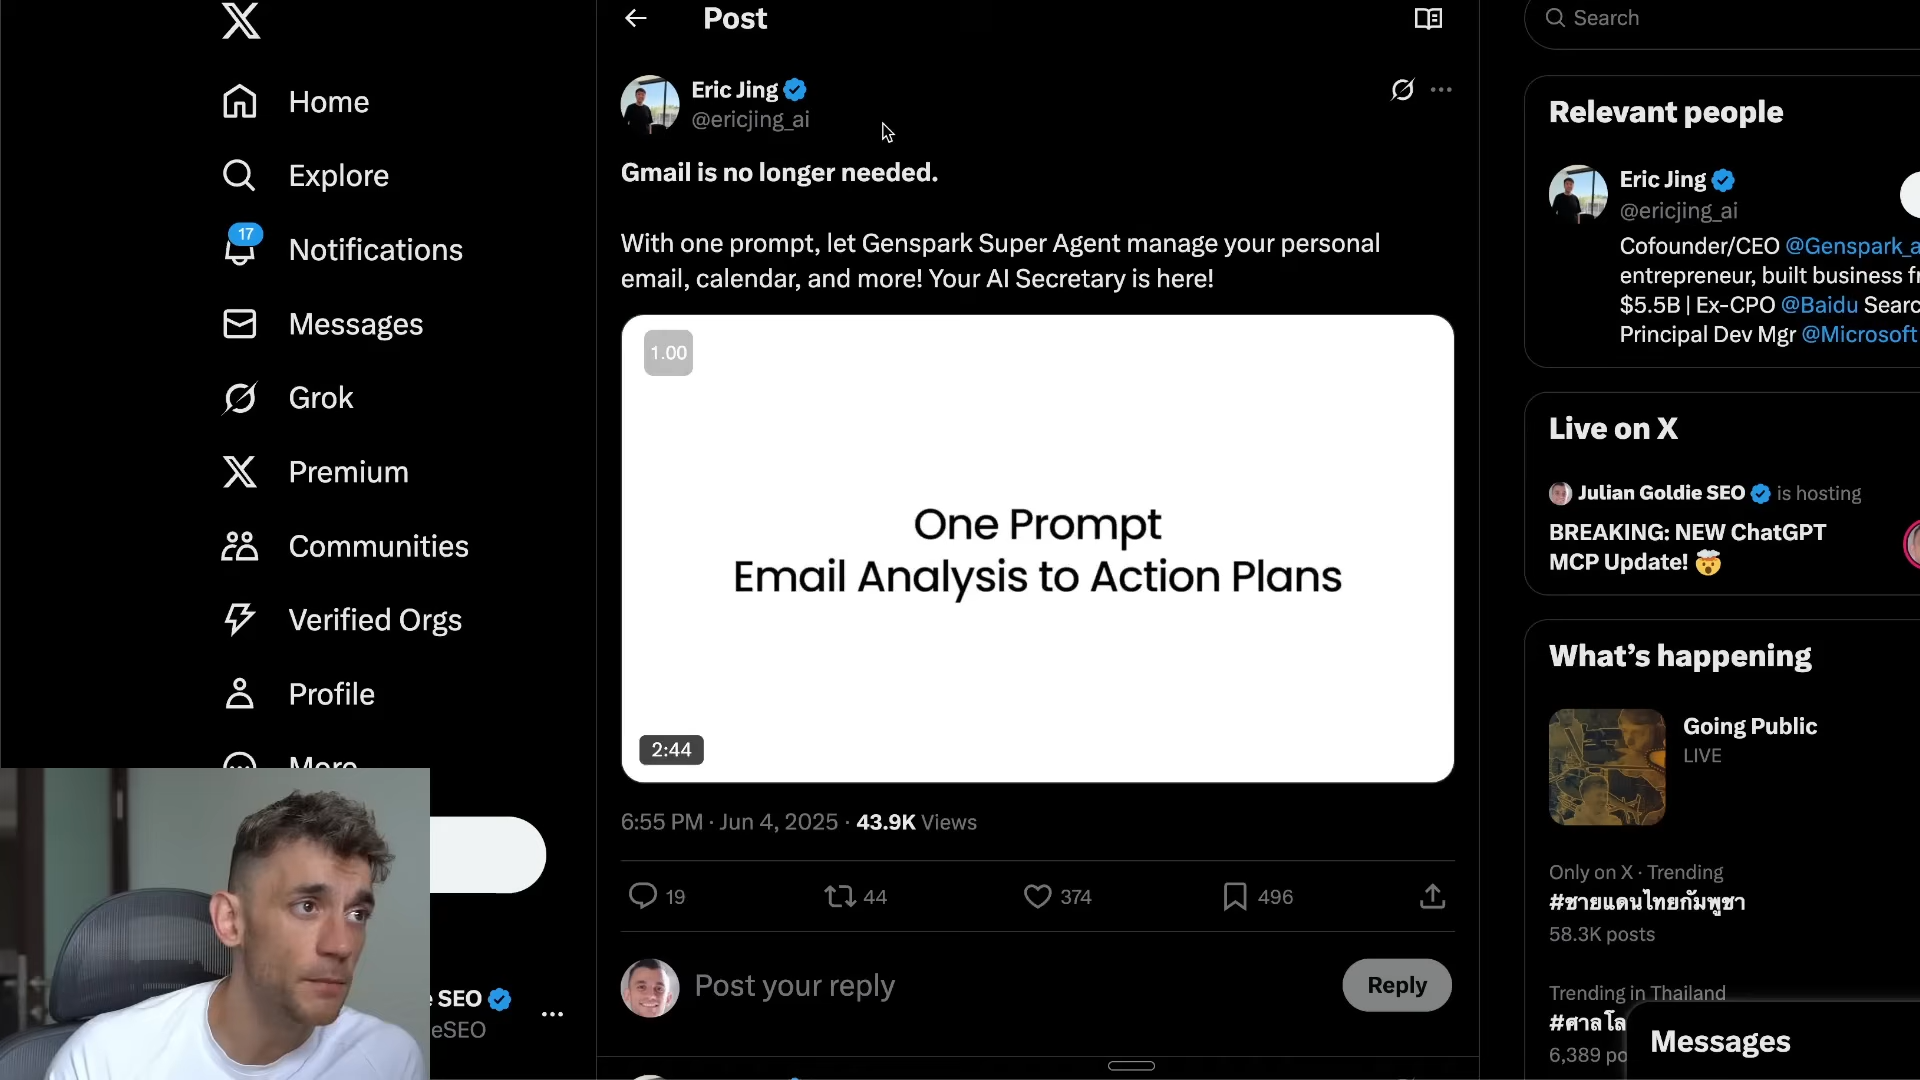 Home
Explore
17
Notifications
Messages
Grok
Premium
Communities
Verified Orgs
Profile
More
SEO
eSEO
Post
Eric Jing
@ericjing_ai
Gmail is no longer needed.
With one prompt, let Genspark Super Agent manage your personal
email, calendar, and more! Your AI Secretary is here!
1.00
One Prompt
Email Analysis to Action Plans
2:44
6:55 PM · Jun 4, 2025 · 43.9K Views
19
44
374
496
Post your reply
Reply
Search
Relevant people
Eric Jing
@ericjing_ai
Cofounder/CEO @Genspark_a
entrepreneur, built business fr
$5.5B | Ex-CPO @Baidu Searc
Principal Dev Mgr @Microsoft
Live on X
Julian Goldie SEO is hosting
BREAKING: NEW ChatGPT
MCP Update! 🤯
What’s happening
Going Public
LIVE
Only on X · Trending
#ชายแดนไทยกัมพูชา
58.3K posts
Trending in Thailand
#ศาลโล
6,389 po
Messages